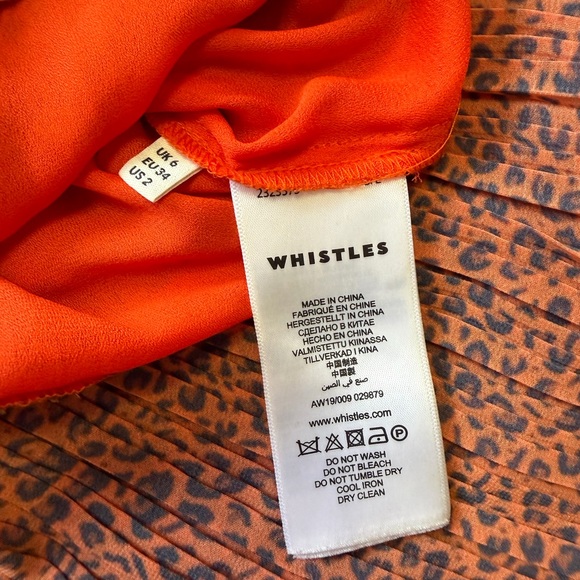 UK 6
EU 34
US 2
WHISTLES
MADE IN CHINA
FABRIQUÉ EN CHINE
HERGESTELLT IN CHINA
СДЕЛАНО В КИТАЕ
HECHO EN CHINA
VALMISTETTU KIINASSA
TILLVERKAD I KINA
中国制造
中國製
صنع في الصين
AW19/009 029879
www.whistles.com
DO NOT WASH
DO NOT BLEACH
DO NOT TUMBLE DRY
COOL IRON
DRY CLEAN